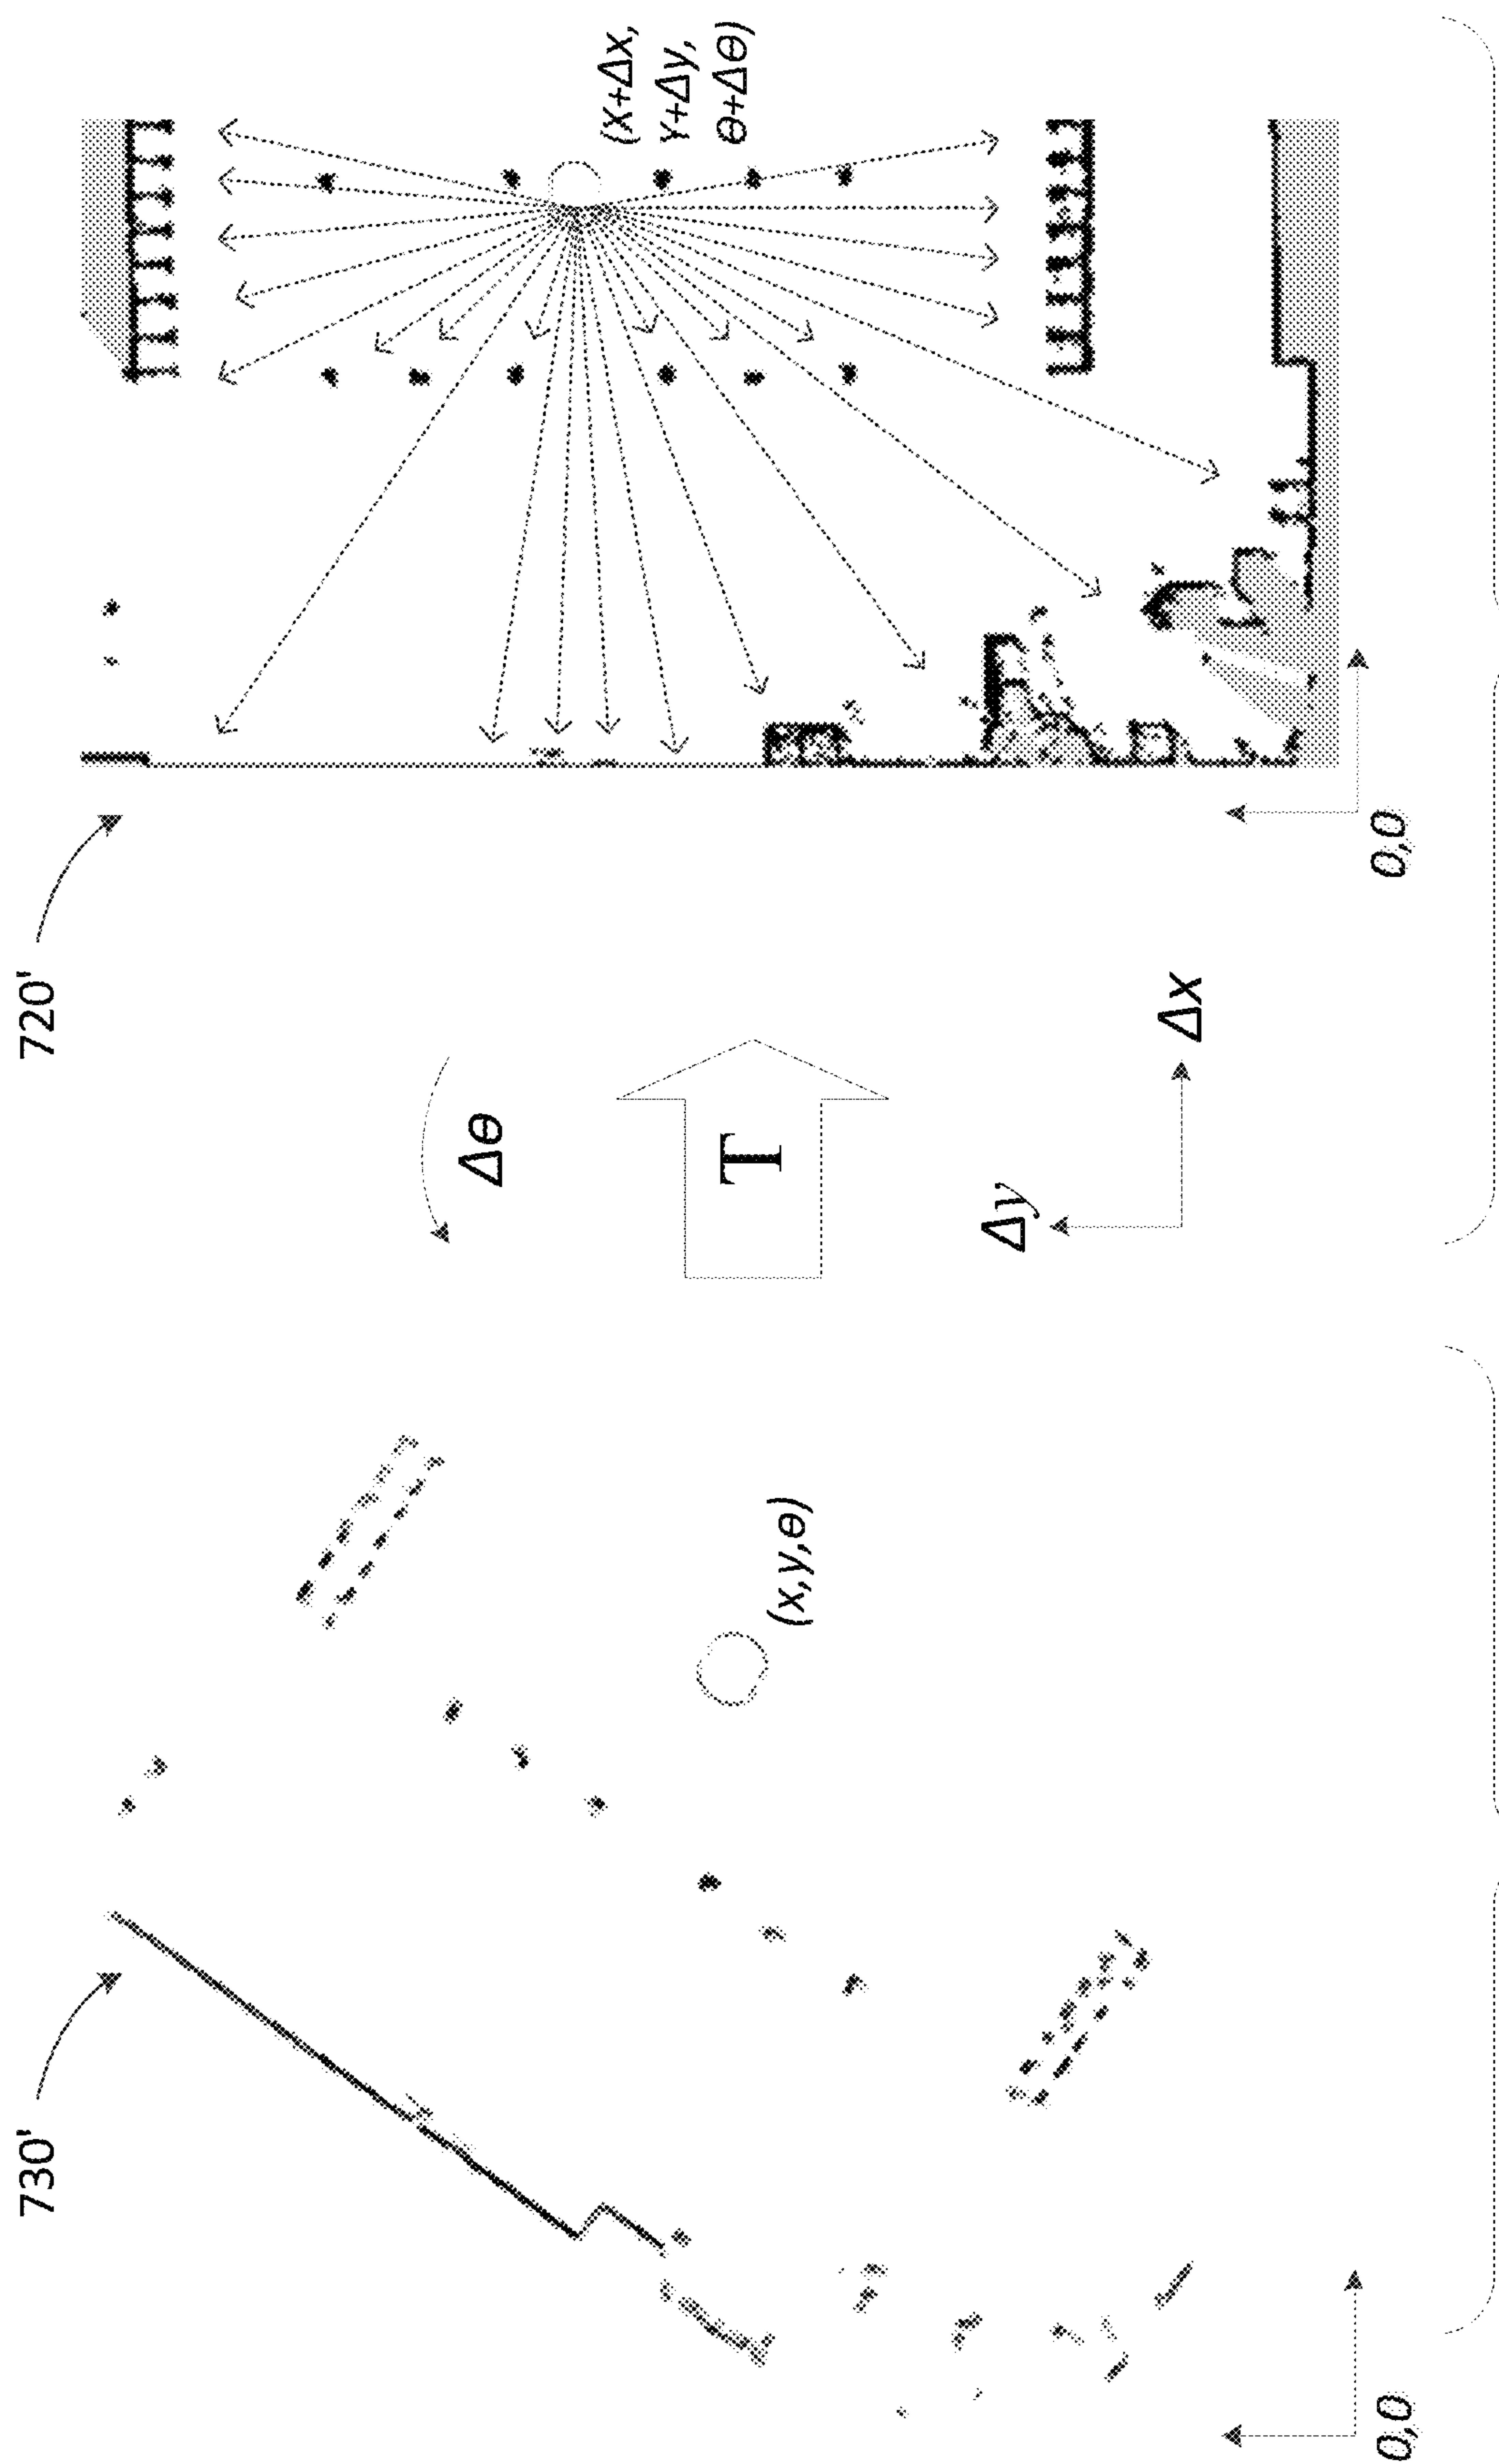 730'
720'
(x,y,θ)
Δθ
T
Δy
Δx
(X+Δx,
Y+Δy,
θ+Δθ)
0,0
0,0